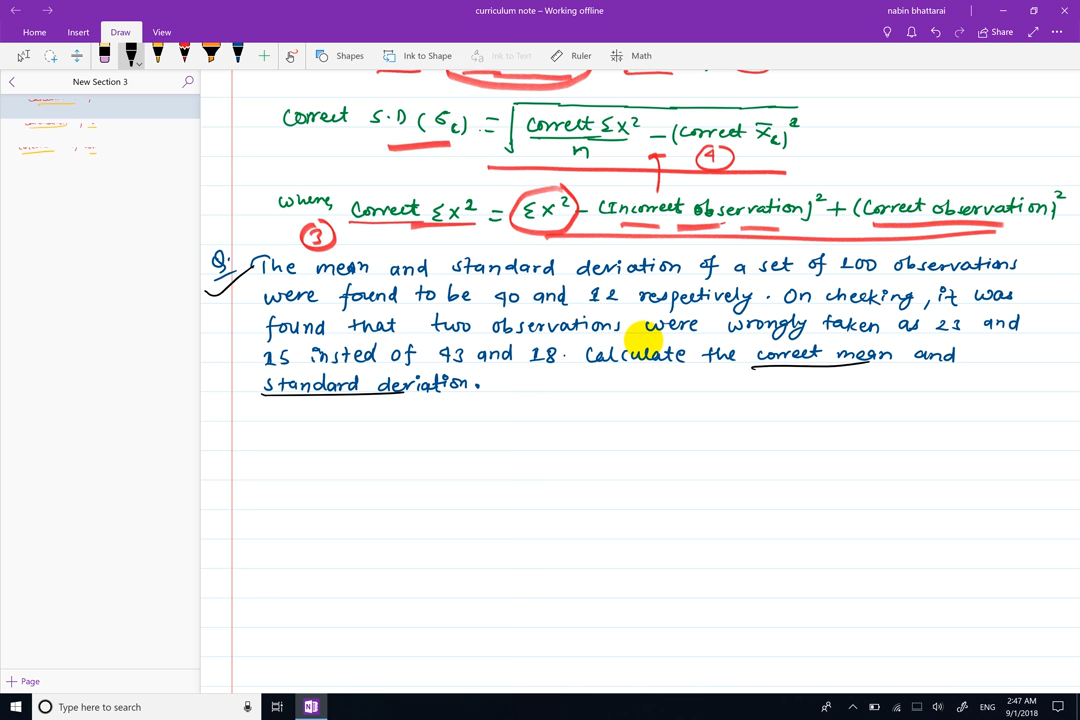 curriculum note – Working offline
nabin bhattarai
Home Insert Draw View
Share
Shapes Ink to Shape Ink to Text Ruler Math
New Section 3
Correct S.D (σc) = √ Correct Σx² / n – (Correct x̄c)²
4
where, Correct Σx² = Σx² – (Incorrect observation)² + (Correct observation)²
3
Q. The mean and standard deviation of a set of 100 observations
were found to be 40 and 12 respectively. On checking, it was
found that two observations were wrongly taken as 23 and
15 insted of 43 and 18. Calculate the correct mean and
standard deviation.
Page
Type here to search
ENG
2:47 AM
9/1/2018